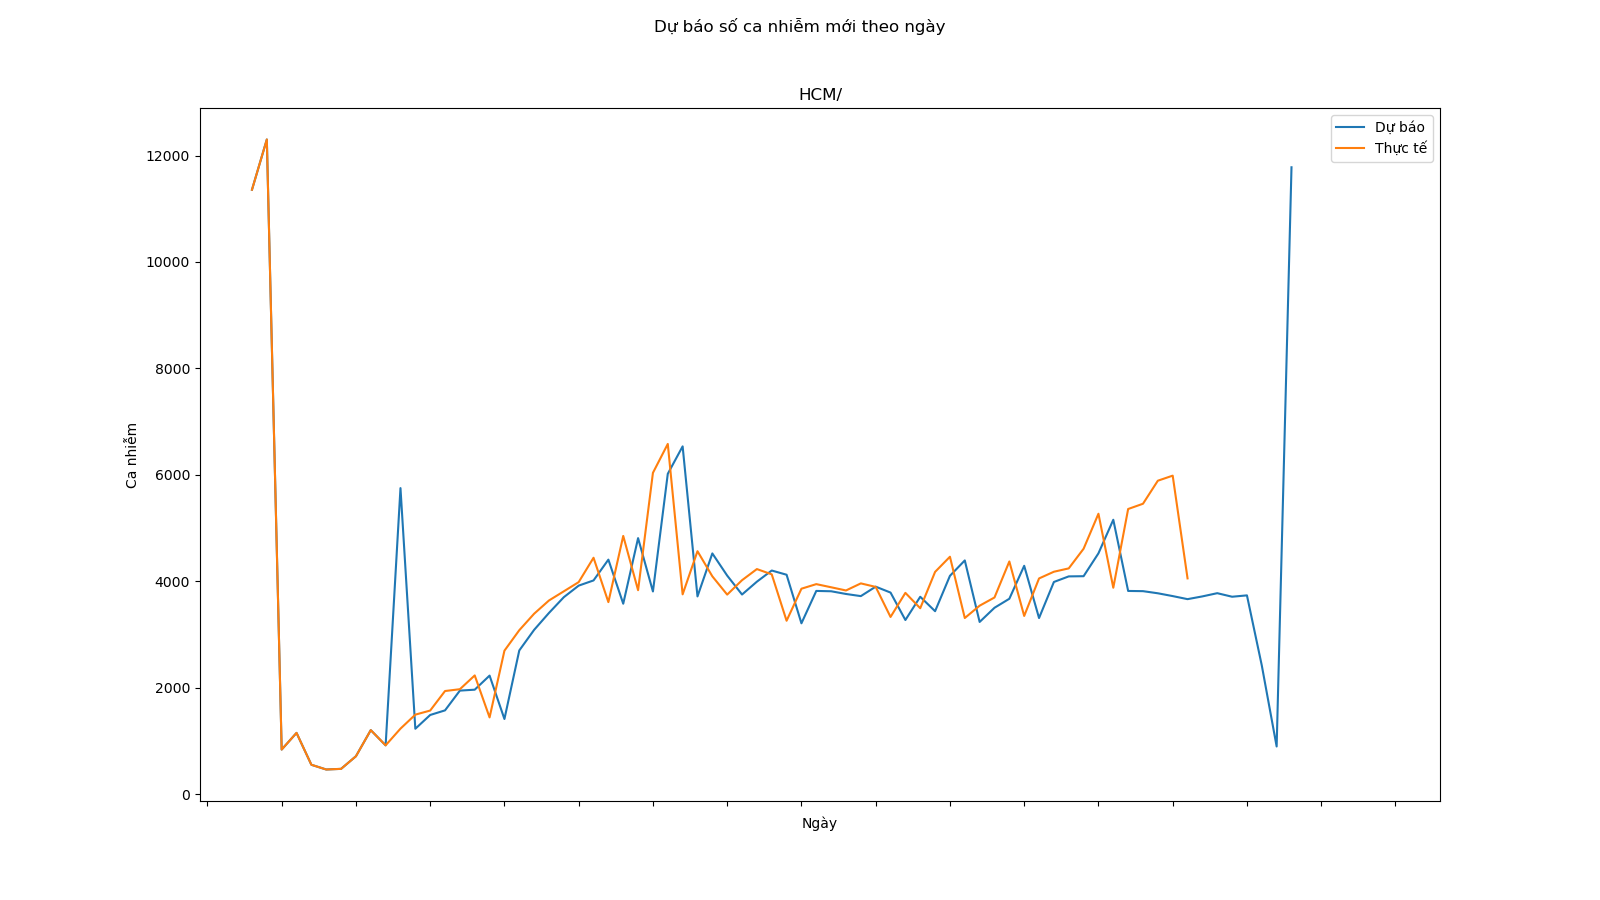 Dự báo số ca nhiễm mới theo ngày
HCM/
Dự báo
Thực tế
12000
10000
8000
6000
4000
2000
0
Ca nhiễm
Ngày